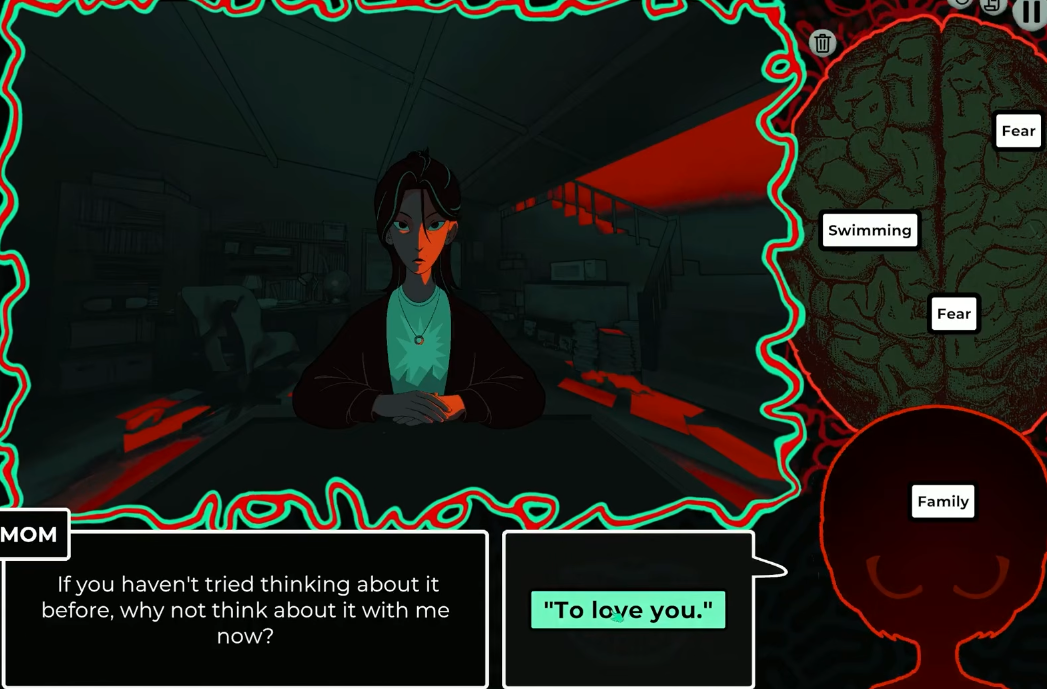 Fear
Swimming
Fear
Family
MOM
If you haven't tried thinking about it
before, why not think about it with me
now?
"To love you."